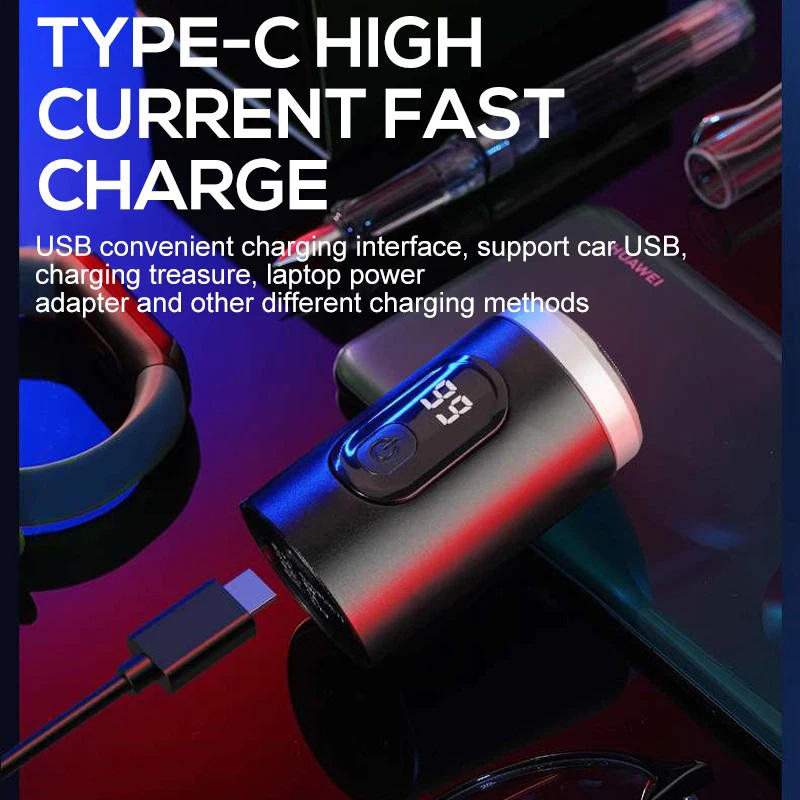 TYPE-C HIGH
CURRENT FAST
CHARGE
USB convenient charging interface, support car USB,
charging treasure, laptop power
adapter and other different charging methods
HUAWEI
99